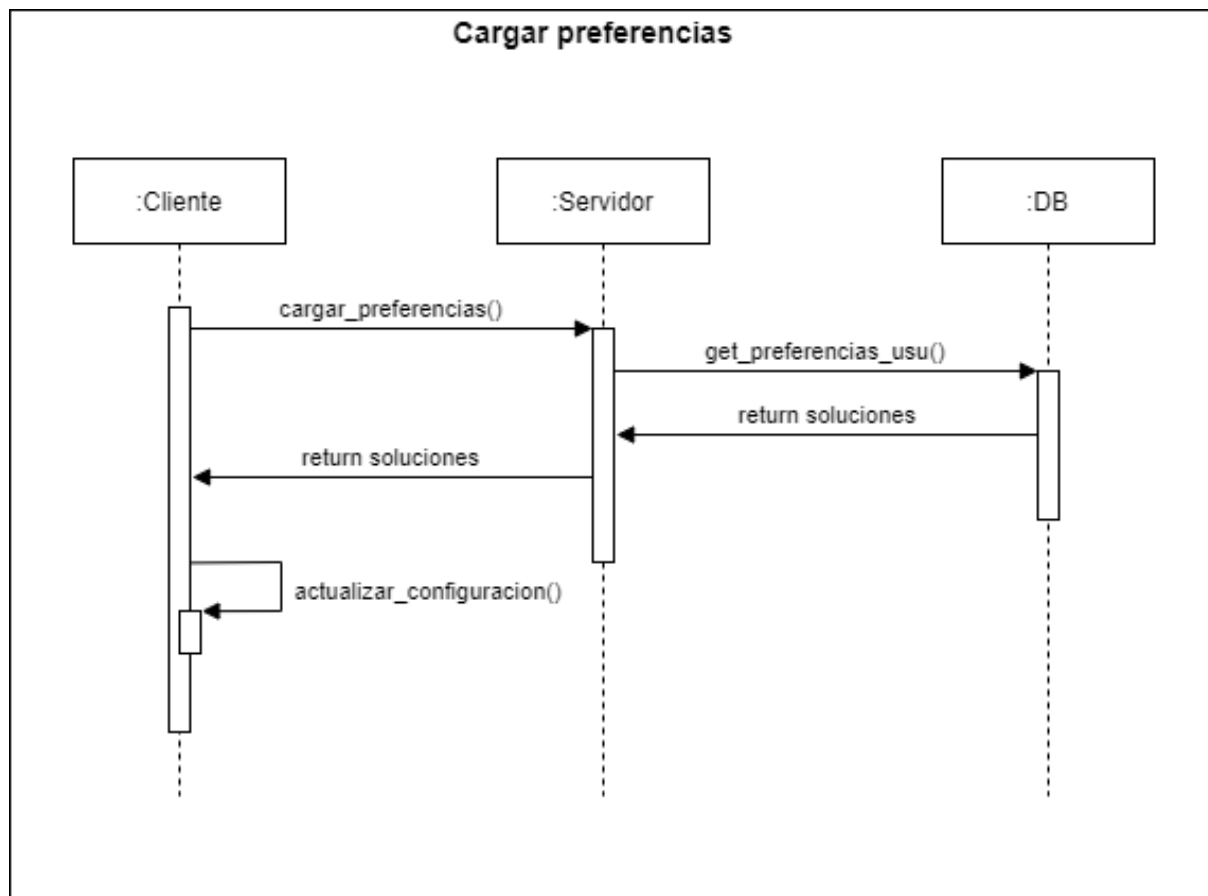 Cargar preferencias
:Cliente
:Servidor
:DB
cargar_preferencias()
get_preferencias_usu()
return soluciones
return soluciones
actualizar_configuracion()